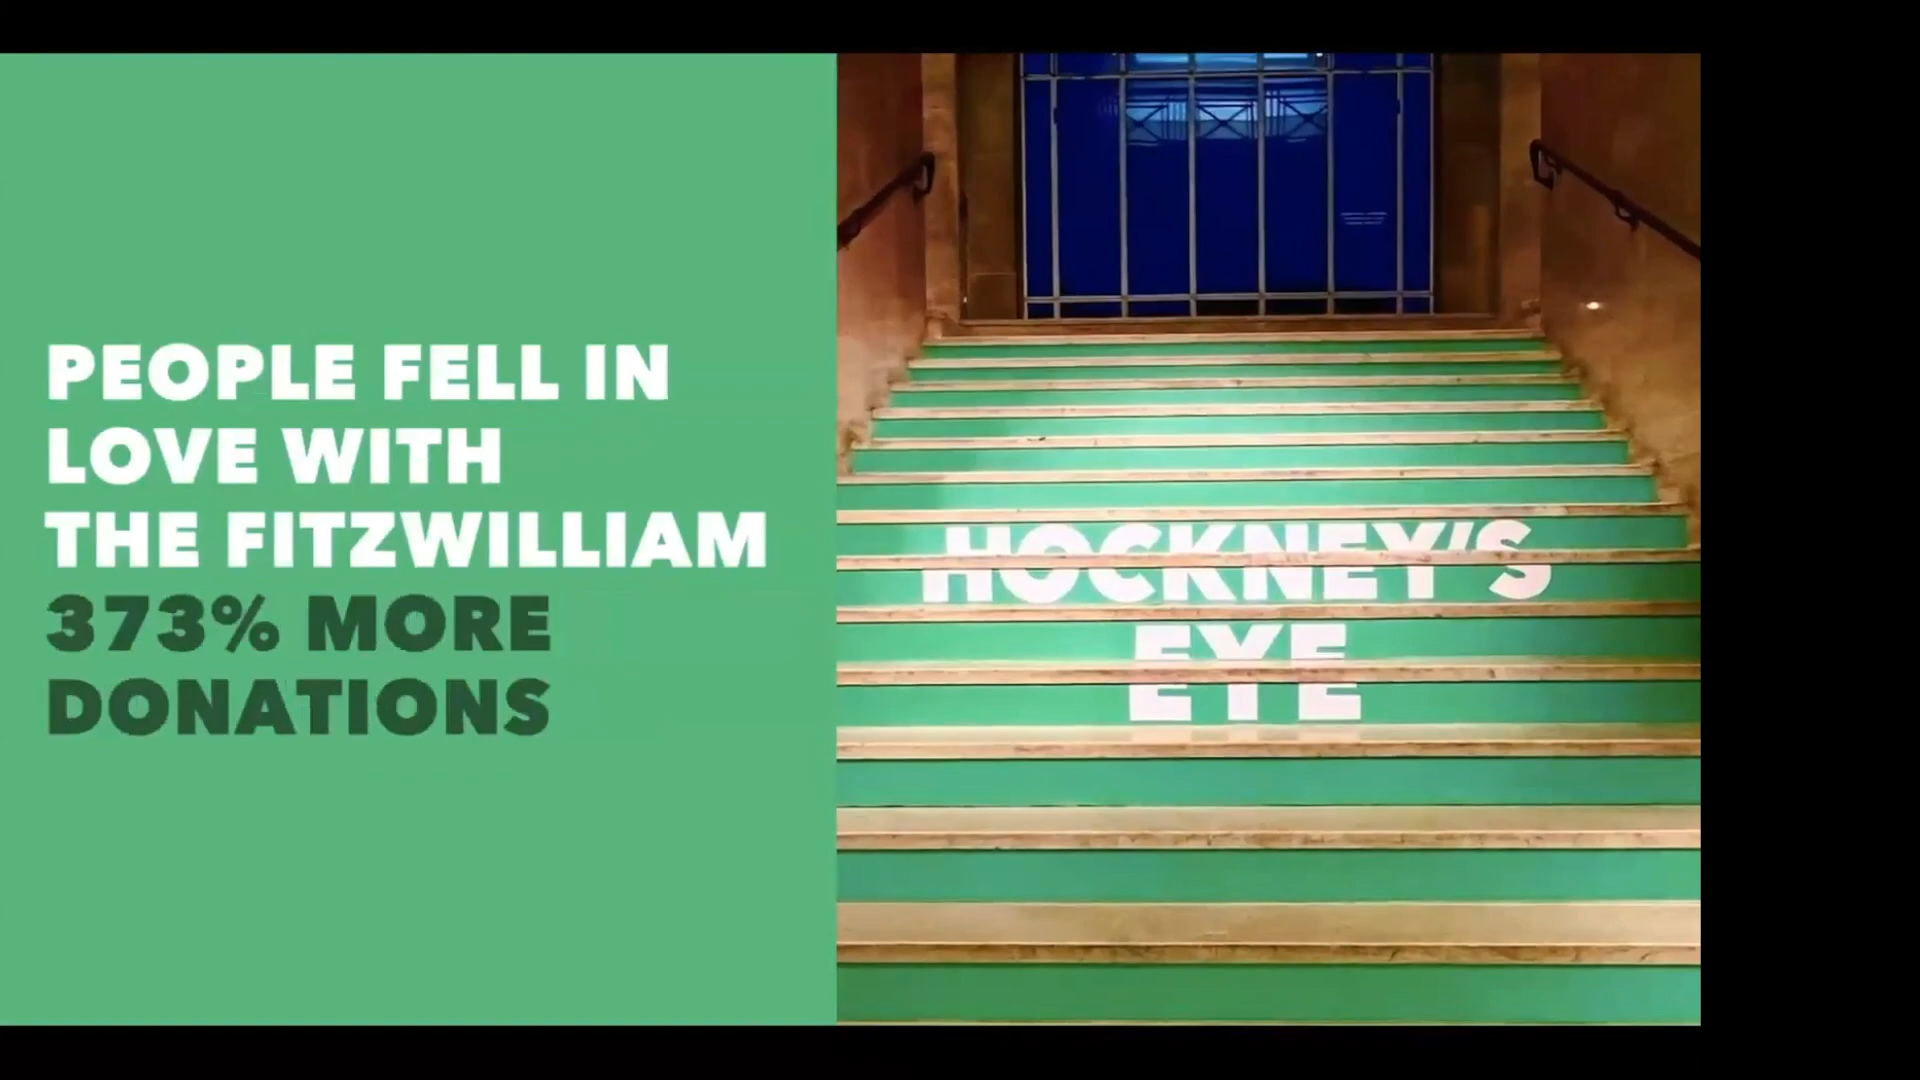 PEOPLE FELL IN
LOVE WITH
THE FITZWILLIAM
373% MORE
DONATIONS
HOCKNEY'S
EYE